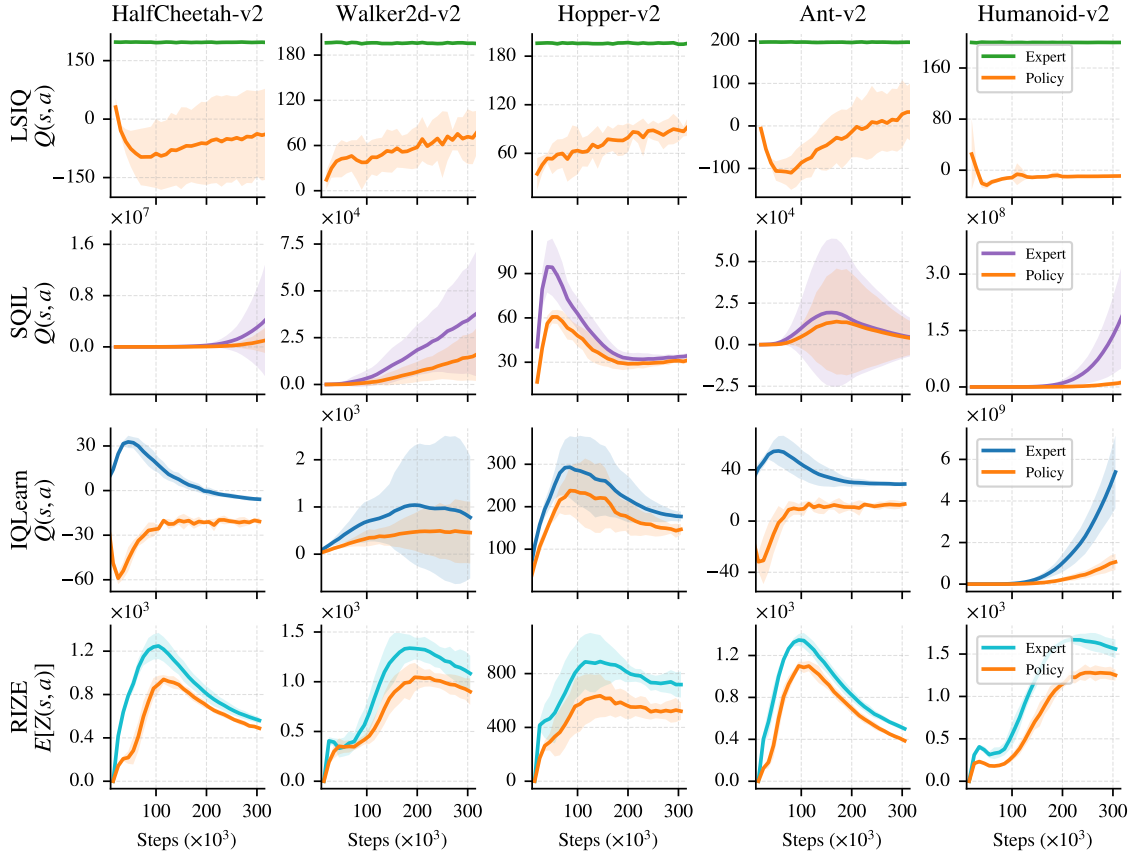 HalfCheetah-v2
Walker2d-v2
Hopper-v2
Ant-v2
Humanoid-v2
LSIQ
Q(s, a)
150
0
−150
180
120
60
0
180
120
60
200
100
0
−100
160
80
0
Expert
Policy
SQIL
Q(s, a)
×10⁷
1.6
0.8
0.0
×10⁴
7.5
5.0
2.5
0.0
90
60
30
×10⁴
5.0
2.5
0.0
−2.5
×10⁸
3.0
1.5
0.0
Expert
Policy
IQLearn
Q(s, a)
30
0
−30
−60
×10³
2
1
0
300
200
100
40
0
−40
×10⁹
6
4
2
0
Expert
Policy
RIZE
E[Z(s, a)]
×10³
1.2
0.8
0.4
0.0
×10³
1.5
1.0
0.5
0.0
800
400
0
×10³
1.2
0.8
0.4
0.0
×10³
1.5
1.0
0.5
0.0
Expert
Policy
100 200 300
100 200 300
100 200 300
100 200 300
100 200 300
Steps (×10³)
Steps (×10³)
Steps (×10³)
Steps (×10³)
Steps (×10³)